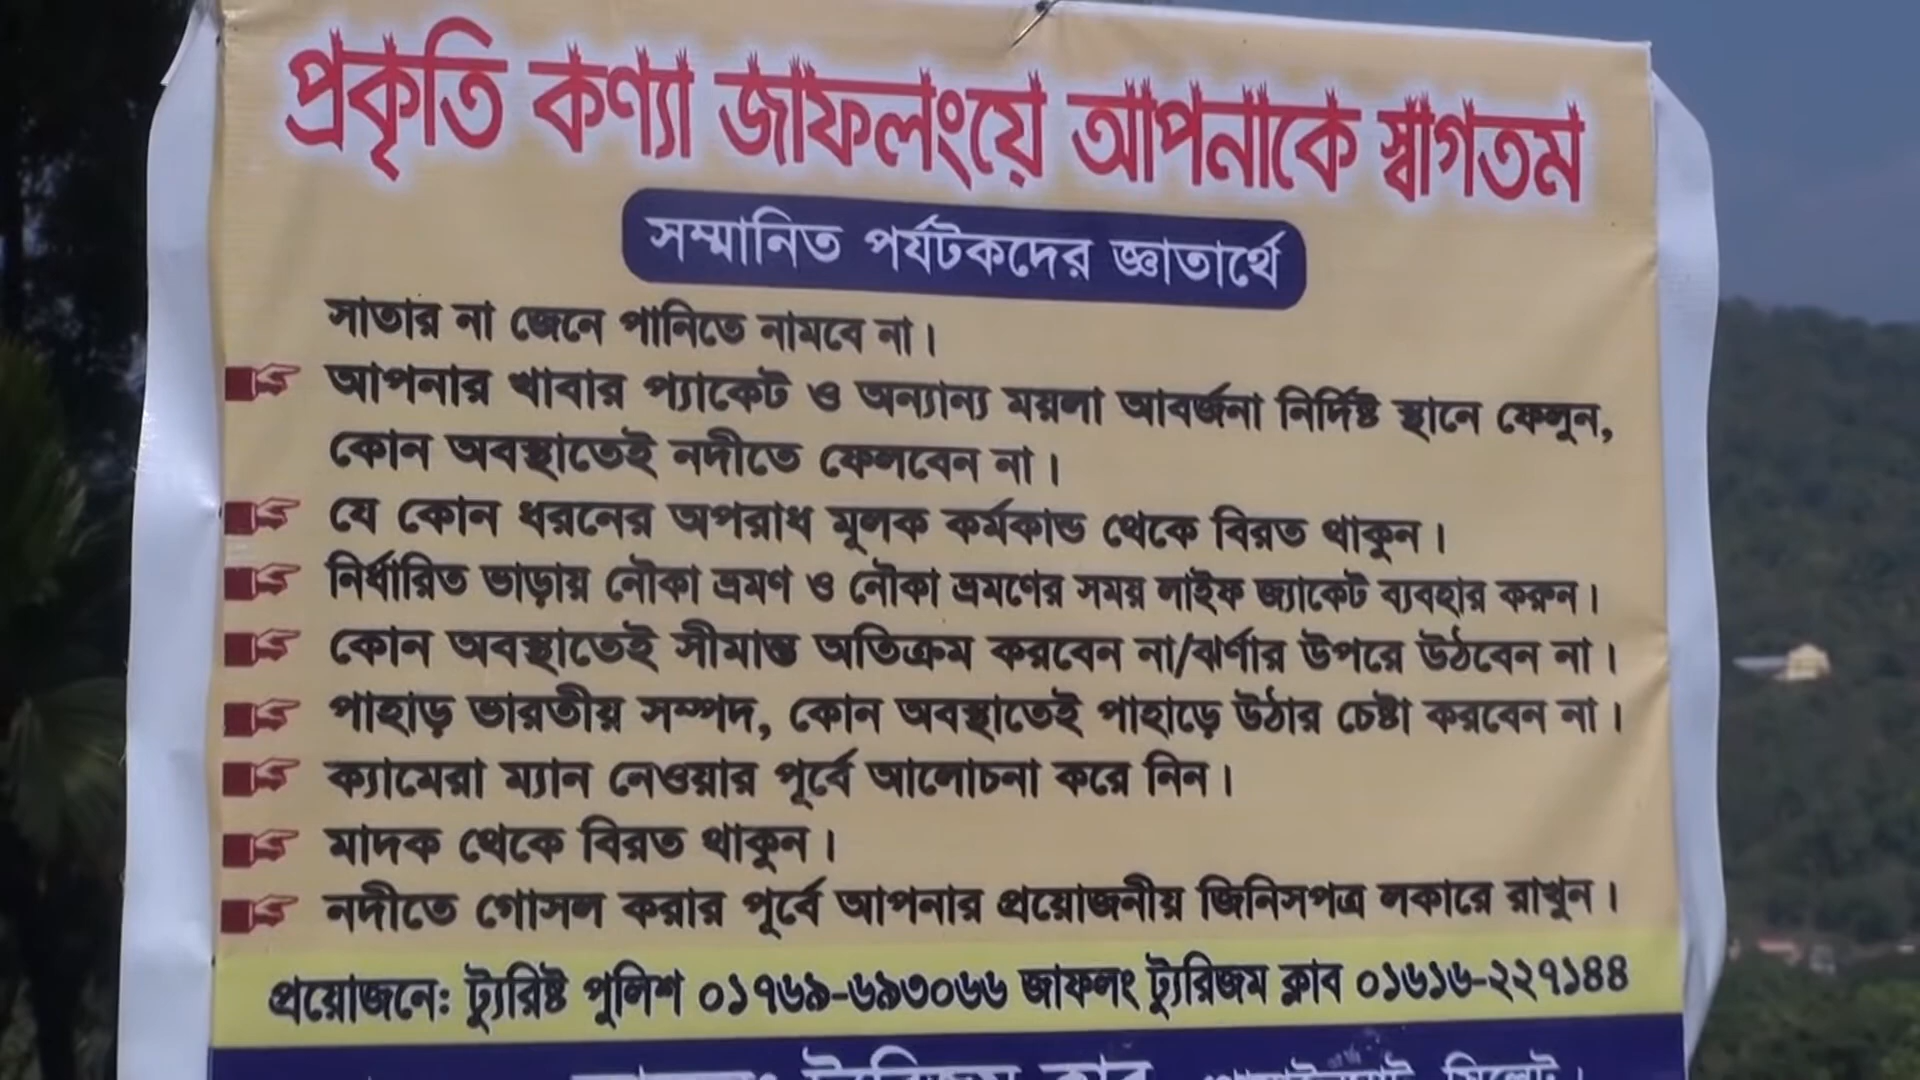 প্রকৃতি কণ্যা জাফলংয়ে আপনাকে স্বাগতম
সম্মানিত পর্যটকদের জ্ঞাতার্থে
সাতার না জেনে পানিতে নামবে না।
আপনার খাবার প্যাকেট ও অন্যান্য ময়লা আবর্জনা নির্দিষ্ট স্থানে ফেলুন,
কোন অবস্থাতেই নদীতে ফেলবেন না।
যে কোন ধরনের অপরাধ মূলক কর্মকান্ড থেকে বিরত থাকুন।
নির্ধারিত ভাড়ায় নৌকা ভ্রমণ ও নৌকা ভ্রমণের সময় লাইফ জ্যাকেট ব্যবহার করুন।
কোন অবস্থাতেই সীমান্ত অতিক্রম করবেন না/ঝর্ণার উপরে উঠবেন না।
পাহাড় ভারতীয় সম্পদ, কোন অবস্থাতেই পাহাড়ে উঠার চেষ্টা করবেন না।
ক্যামেরা ম্যান নেওয়ার পূর্বে আলোচনা করে নিন।
মাদক থেকে বিরত থাকুন।
নদীতে গোসল করার পূর্বে আপনার প্রয়োজনীয় জিনিসপত্র লকারে রাখুন।
প্রয়োজনে: ট্যুরিষ্ট পুলিশ ০১৭৬৯-৬৯৩০৬৬ জাফলং ট্যুরিজম ক্লাব ০১৬১৬-২২৭১৪৪
জাফলং ট্যুরিজম ক্লাব, সিলেট।